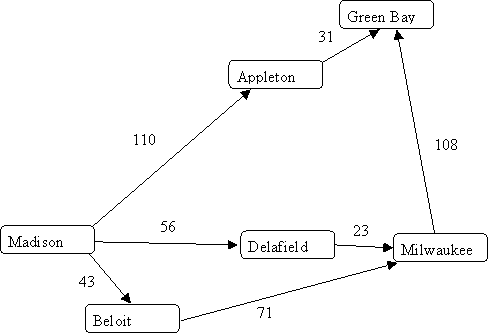 Green Bay
31
Appleton
110
108
56
23
Madison
Delafield
Milwaukee
43
71
Beloit